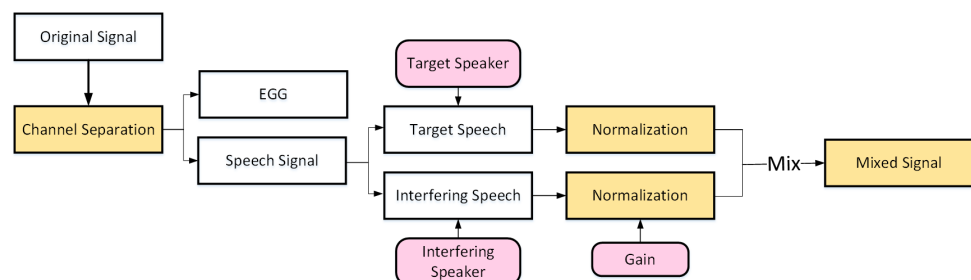 Original Signal
Channel Separation
EGG
Speech Signal
Target Speaker
Target Speech
Interfering Speech
Interfering
Speaker
Normalization
Normalization
Gain
Mix
Mixed Signal